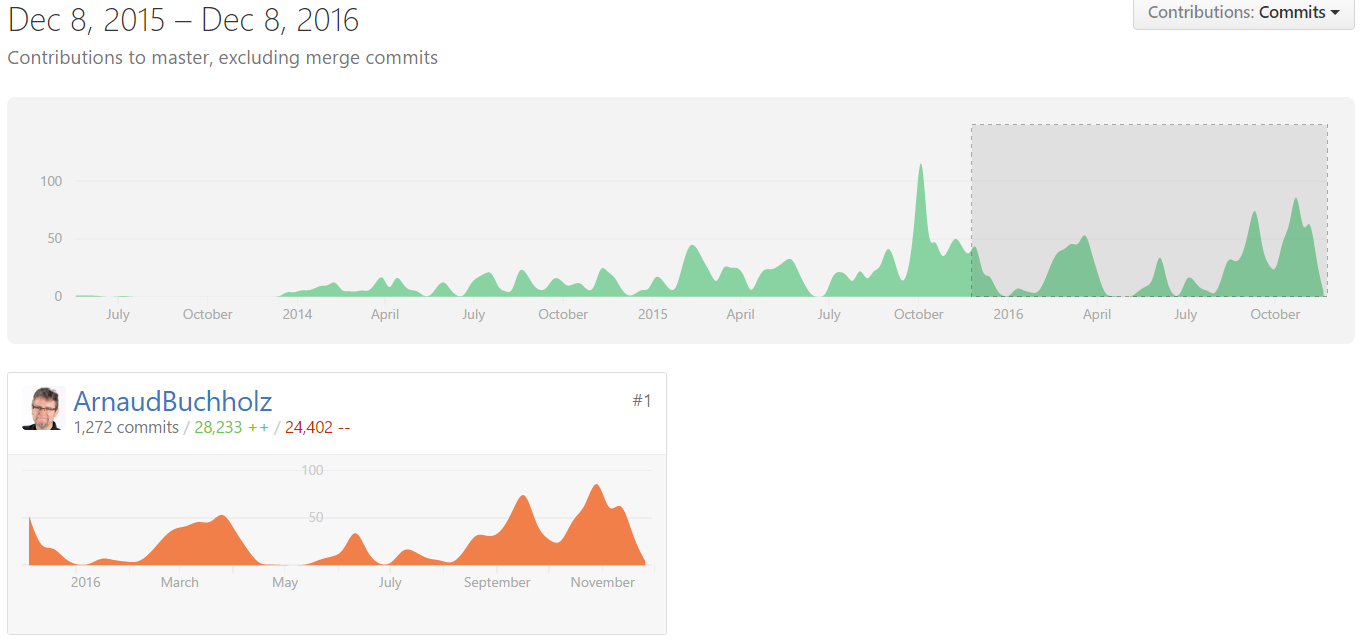 Dec 8, 2015 – Dec 8, 2016
Contributions: Commits
Contributions to master, excluding merge commits
100
50
0
July October 2014 April July October 2015 April July October 2016 April July October
ArnaudBuchholz
#1
1,272 commits / 28,233 ++ / 24,402 --
100
50
2016 March May July September November